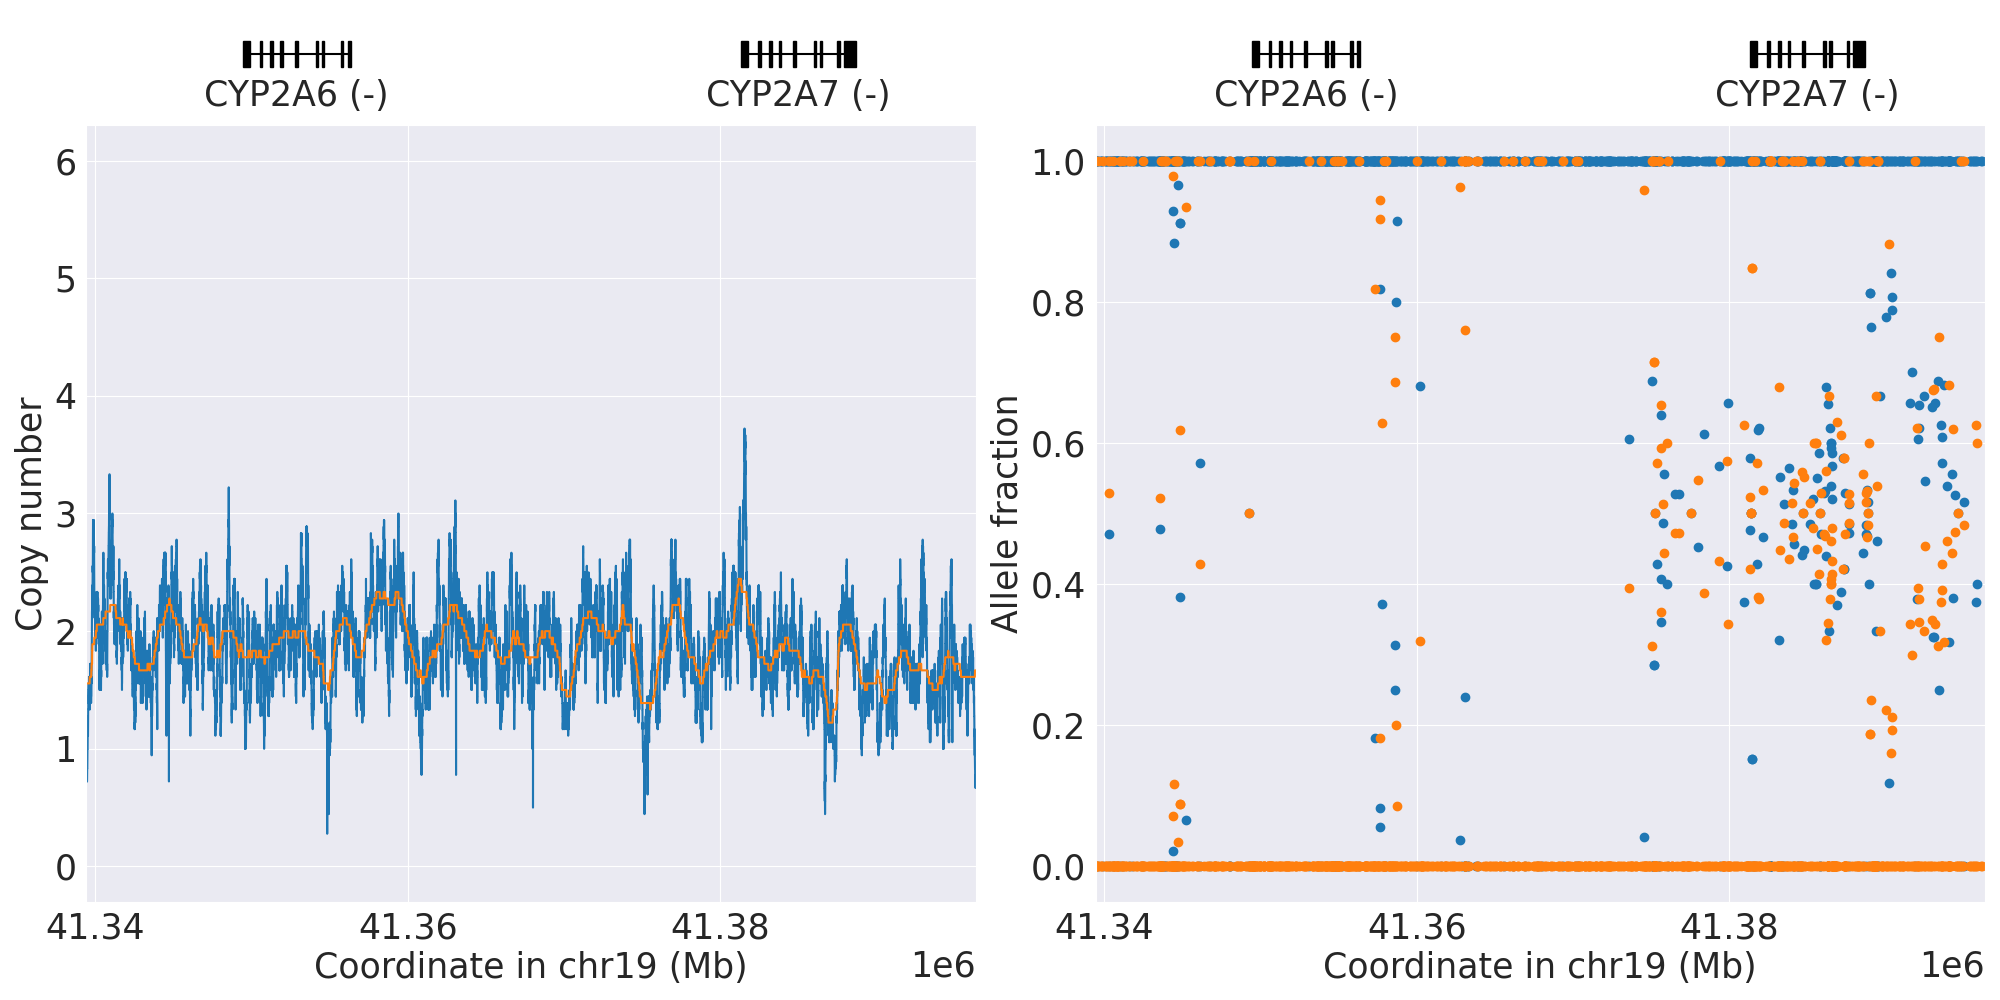 CYP2A6 (-)
CYP2A7 (-)
6
5
4
3
2
1
0
Copy number
41.34
41.36
41.38
Coordinate in chr19 (Mb)
1e6
CYP2A6 (-)
CYP2A7 (-)
1.0
0.8
0.6
0.4
0.2
0.0
Allele fraction
41.34
41.36
41.38
Coordinate in chr19 (Mb)
1e6